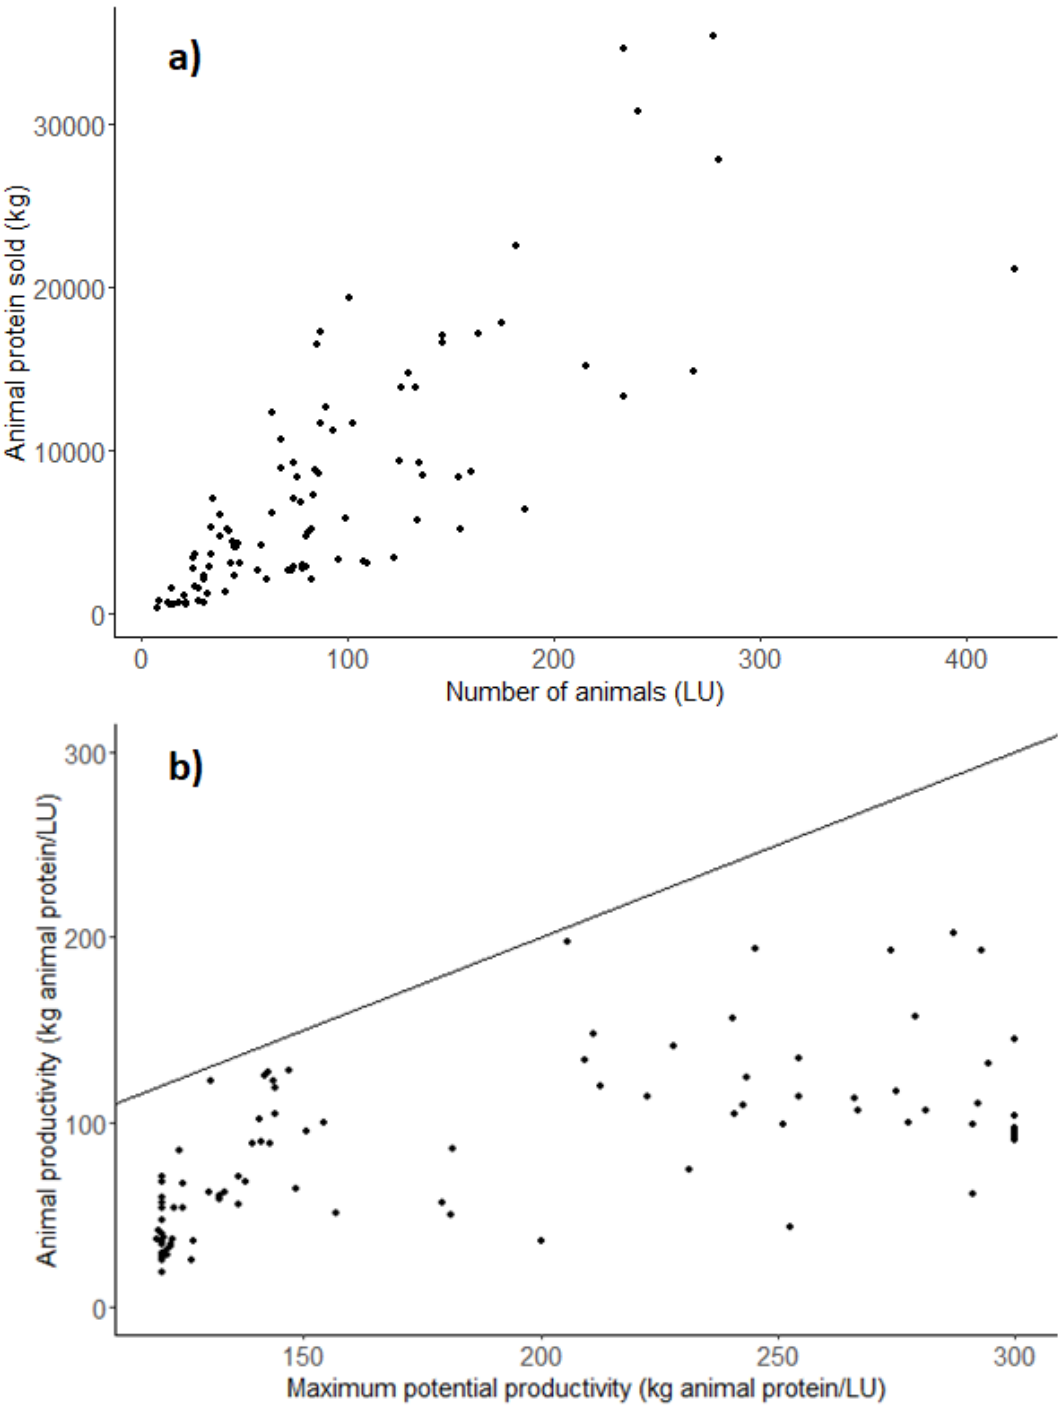 a)
Animal protein sold (kg)
30000
20000
10000
0
0 100 200 300 400
Number of animals (LU)
b)
Animal productivity (kg animal protein/LU)
300
200
100
0
150 200 250 300
Maximum potential productivity (kg animal protein/LU)